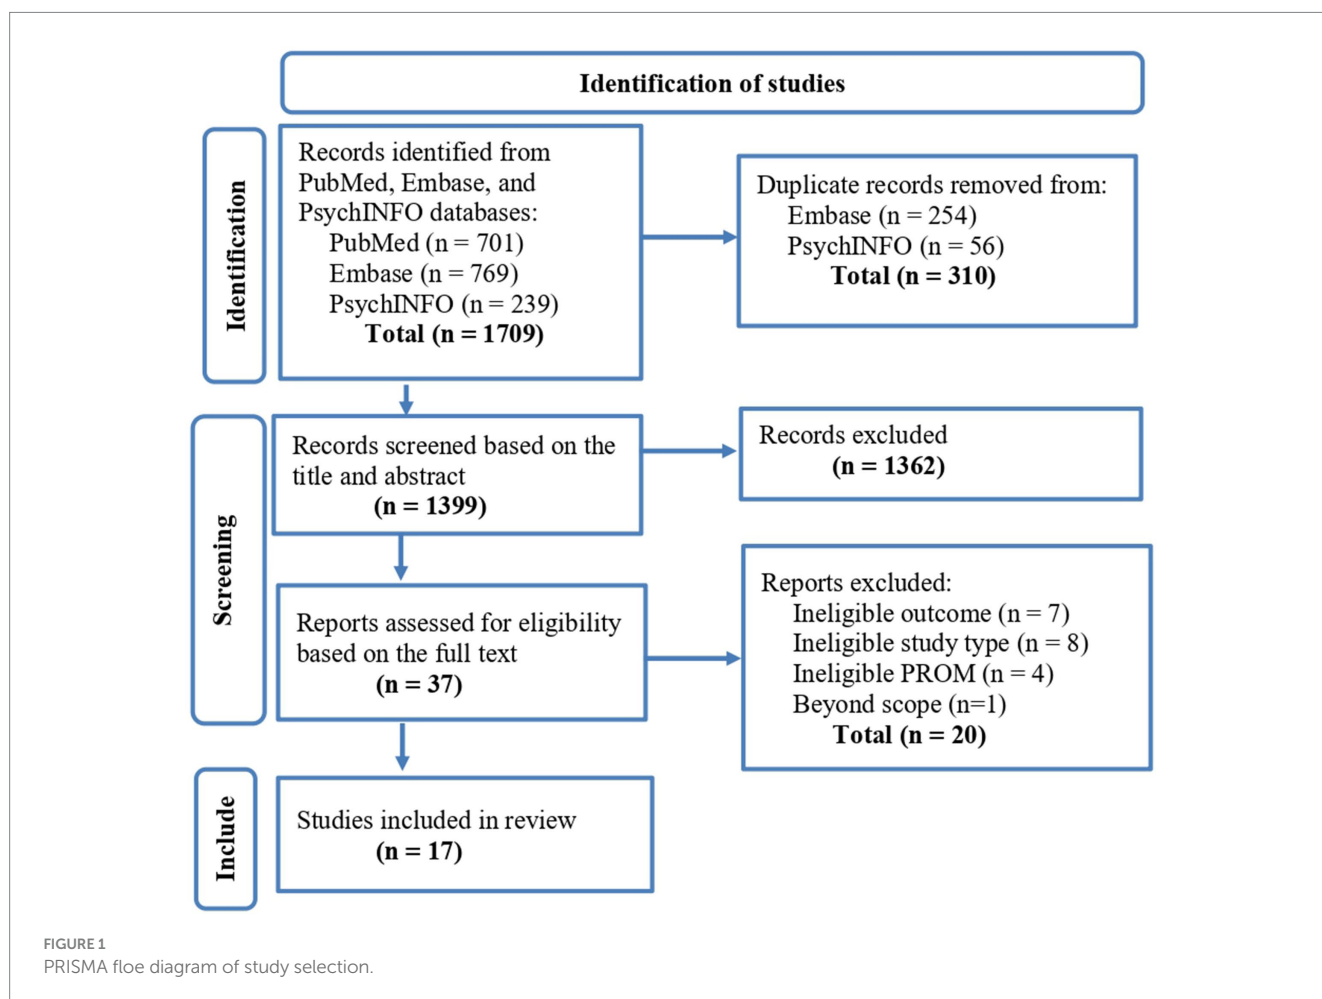 Identification of studies
Identification
Records identified from
PubMed, Embase, and
PsychINFO databases:
PubMed (n = 701)
Embase (n = 769)
PsychINFO (n = 239)
Total (n = 1709)
Duplicate records removed from:
Embase (n = 254)
PsychINFO (n = 56)
Total (n = 310)
Screening
Records screened based on the
title and abstract
(n = 1399)
Records excluded
(n = 1362)
Reports assessed for eligibility
based on the full text
(n = 37)
Reports excluded:
Ineligible outcome (n = 7)
Ineligible study type (n = 8)
Ineligible PROM (n = 4)
Beyond scope (n=1)
Total (n = 20)
Include
Studies included in review
(n = 17)
FIGURE 1
PRISMA floe diagram of study selection.